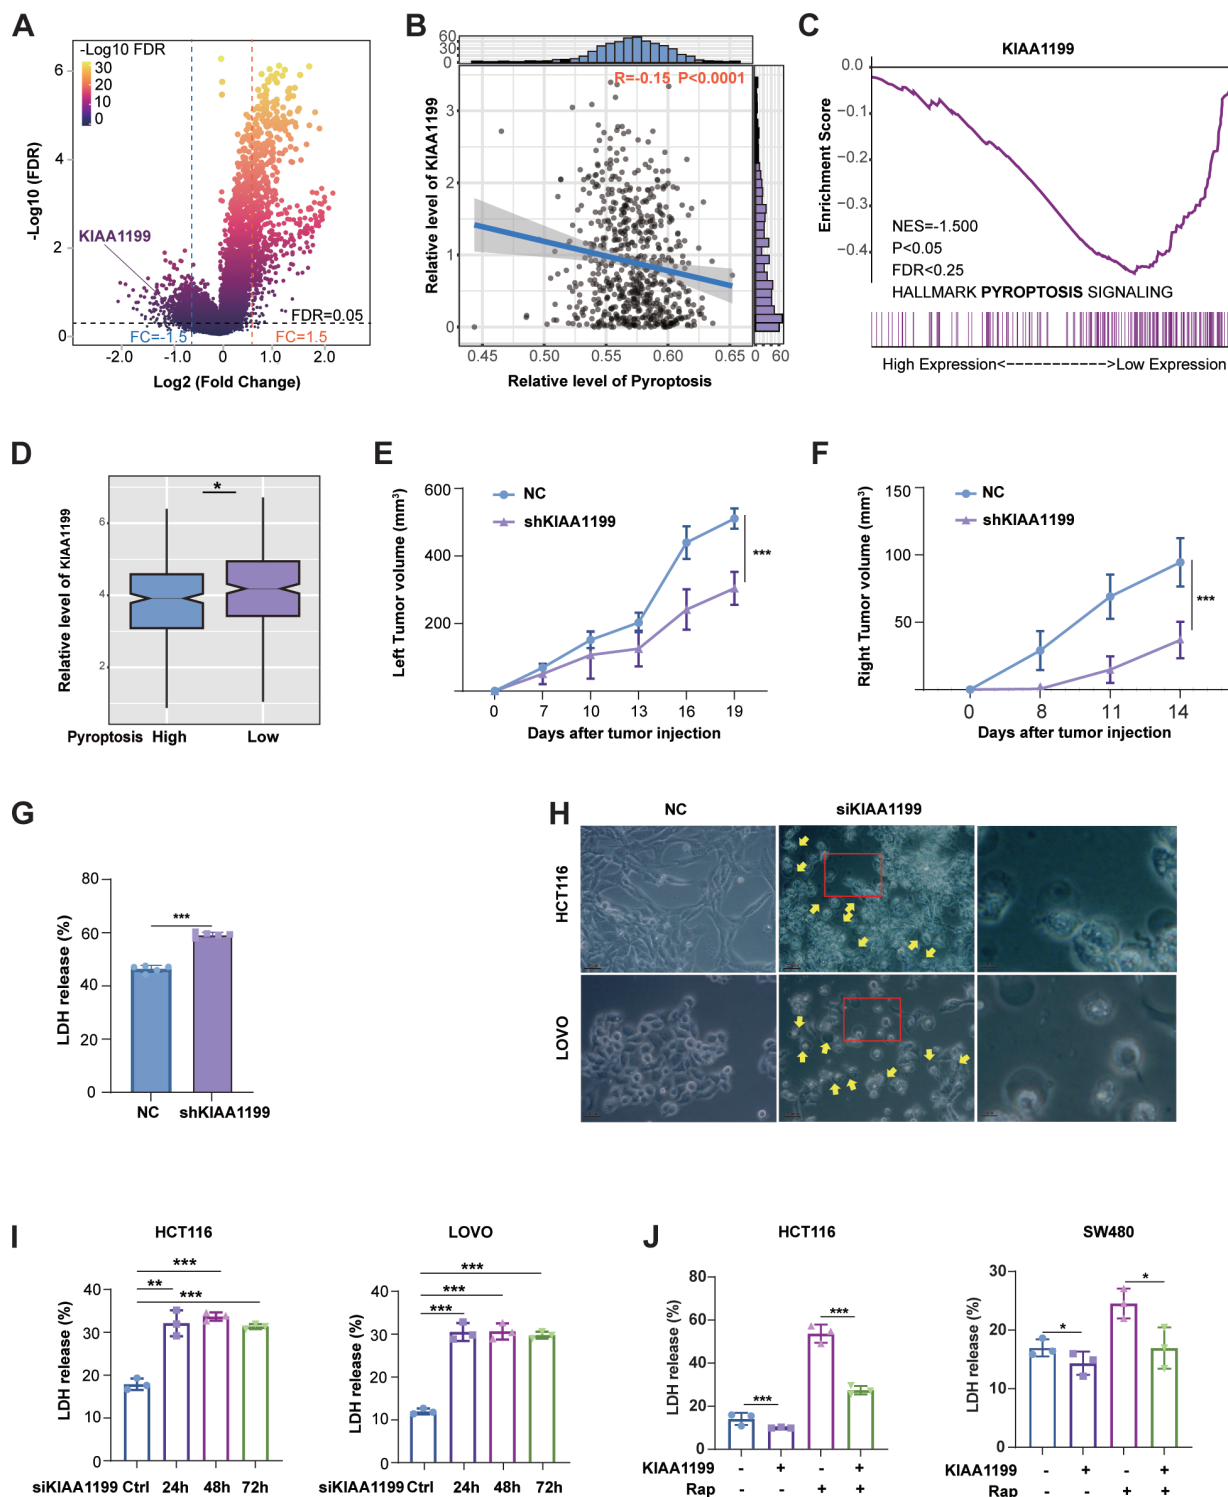 A
-Log10 FDR
30
20
10
0
6
4
2
0
-Log10 (FDR)
KIAA1199
FDR=0.05
FC=-1.5
FC=1.5
-2.0 -1.0 0 1.0 2.0
Log2 (Fold Change)
B
60
30
0
R=-0.15 P<0.0001
3
2
1
0
Relative level of KIAA1199
0.45 0.50 0.55 0.60 0.65
0 60
Relative level of Pyroptosis
C
KIAA1199
0.0
−0.1
−0.2
−0.3
−0.4
Enrichment Score
NES=-1.500
P<0.05
FDR<0.25
HALLMARK PYROPTOSIS SIGNALING
High Expression<------------>Low Expression
D
*
6
4
2
Relative level of KIAA1199
Pyroptosis High Low
E
600
400
200
Left Tumor volume (mm³)
NC
shKIAA1199
***
0 7 10 13 16 19
Days after tumor injection
F
150
100
50
Right Tumor volume (mm³)
NC
shKIAA1199
***
0 8 11 14
Days after tumor injection
G
80
60
40
20
0
LDH release (%)
***
NC shKIAA1199
H
NC siKIAA1199
HCT116
LOVO
I
HCT116
***
**
***
40
30
20
10
0
LDH release (%)
siKIAA1199 Ctrl 24h 48h 72h
LOVO
***
***
***
40
30
20
10
0
LDH release (%)
siKIAA1199 Ctrl 24h 48h 72h
J
HCT116
80
60
40
20
0
LDH release (%)
***
***
KIAA1199 - + - +
Rap - - + +
SW480
30
20
10
0
LDH release (%)
*
*
KIAA1199 - + - +
Rap - - + +